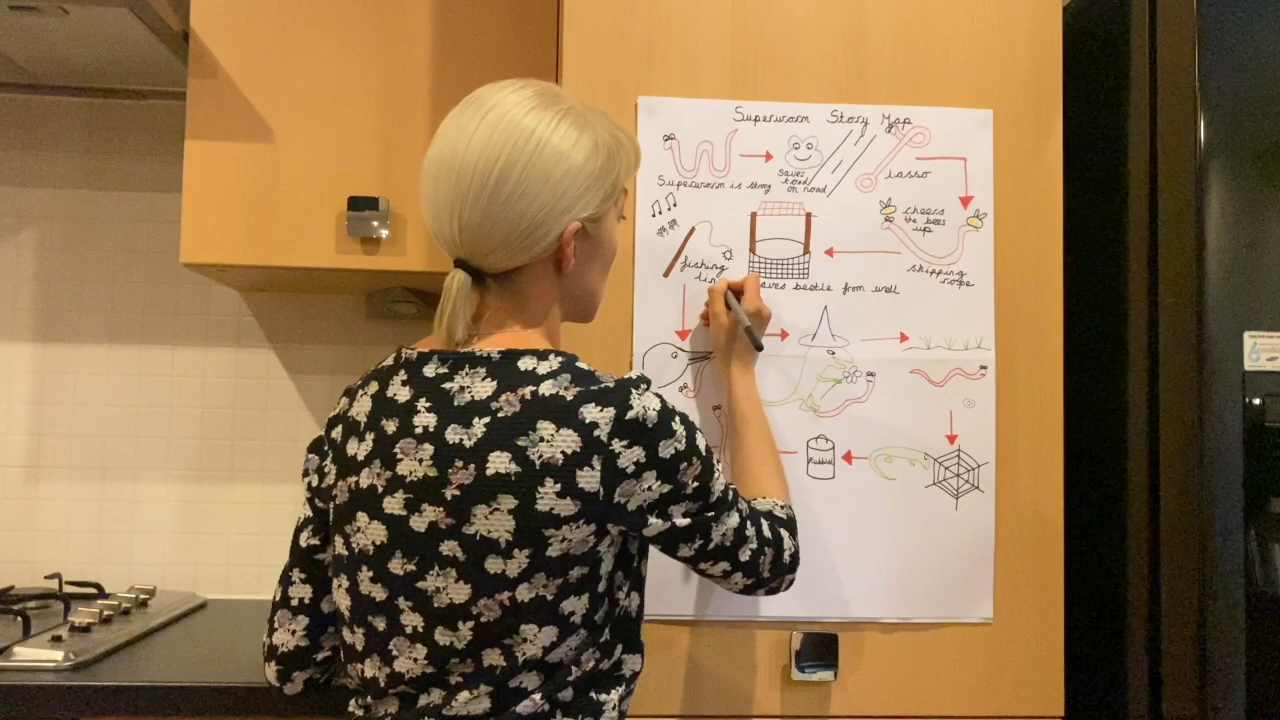 Superworm Story Map
Superworm is strong
saves
toad
on road
lasso
cheers
the bees
up
skipping
rope
saves beetle from well
fishing
Rubbish